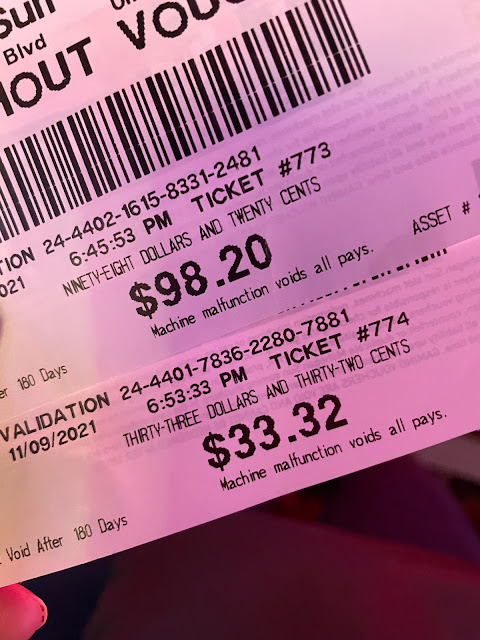 Sun
Blvd
HOUT VOU
TION 24-4402-1615-8331-2481
021 6:45:53 PM TICKET #773
NINETY-EIGHT DOLLARS AND TWENTY CENTS
$98.20
ASSET #
Machine malfunction voids all pays.
er 180 Days
VALIDATION 24-4401-7836-2280-7881
11/09/2021 6:53:33 PM TICKET #774
THIRTY-THREE DOLLARS AND THIRTY-TWO CENTS
$33.32
Machine malfunction voids all pays.
Void After 180 Days